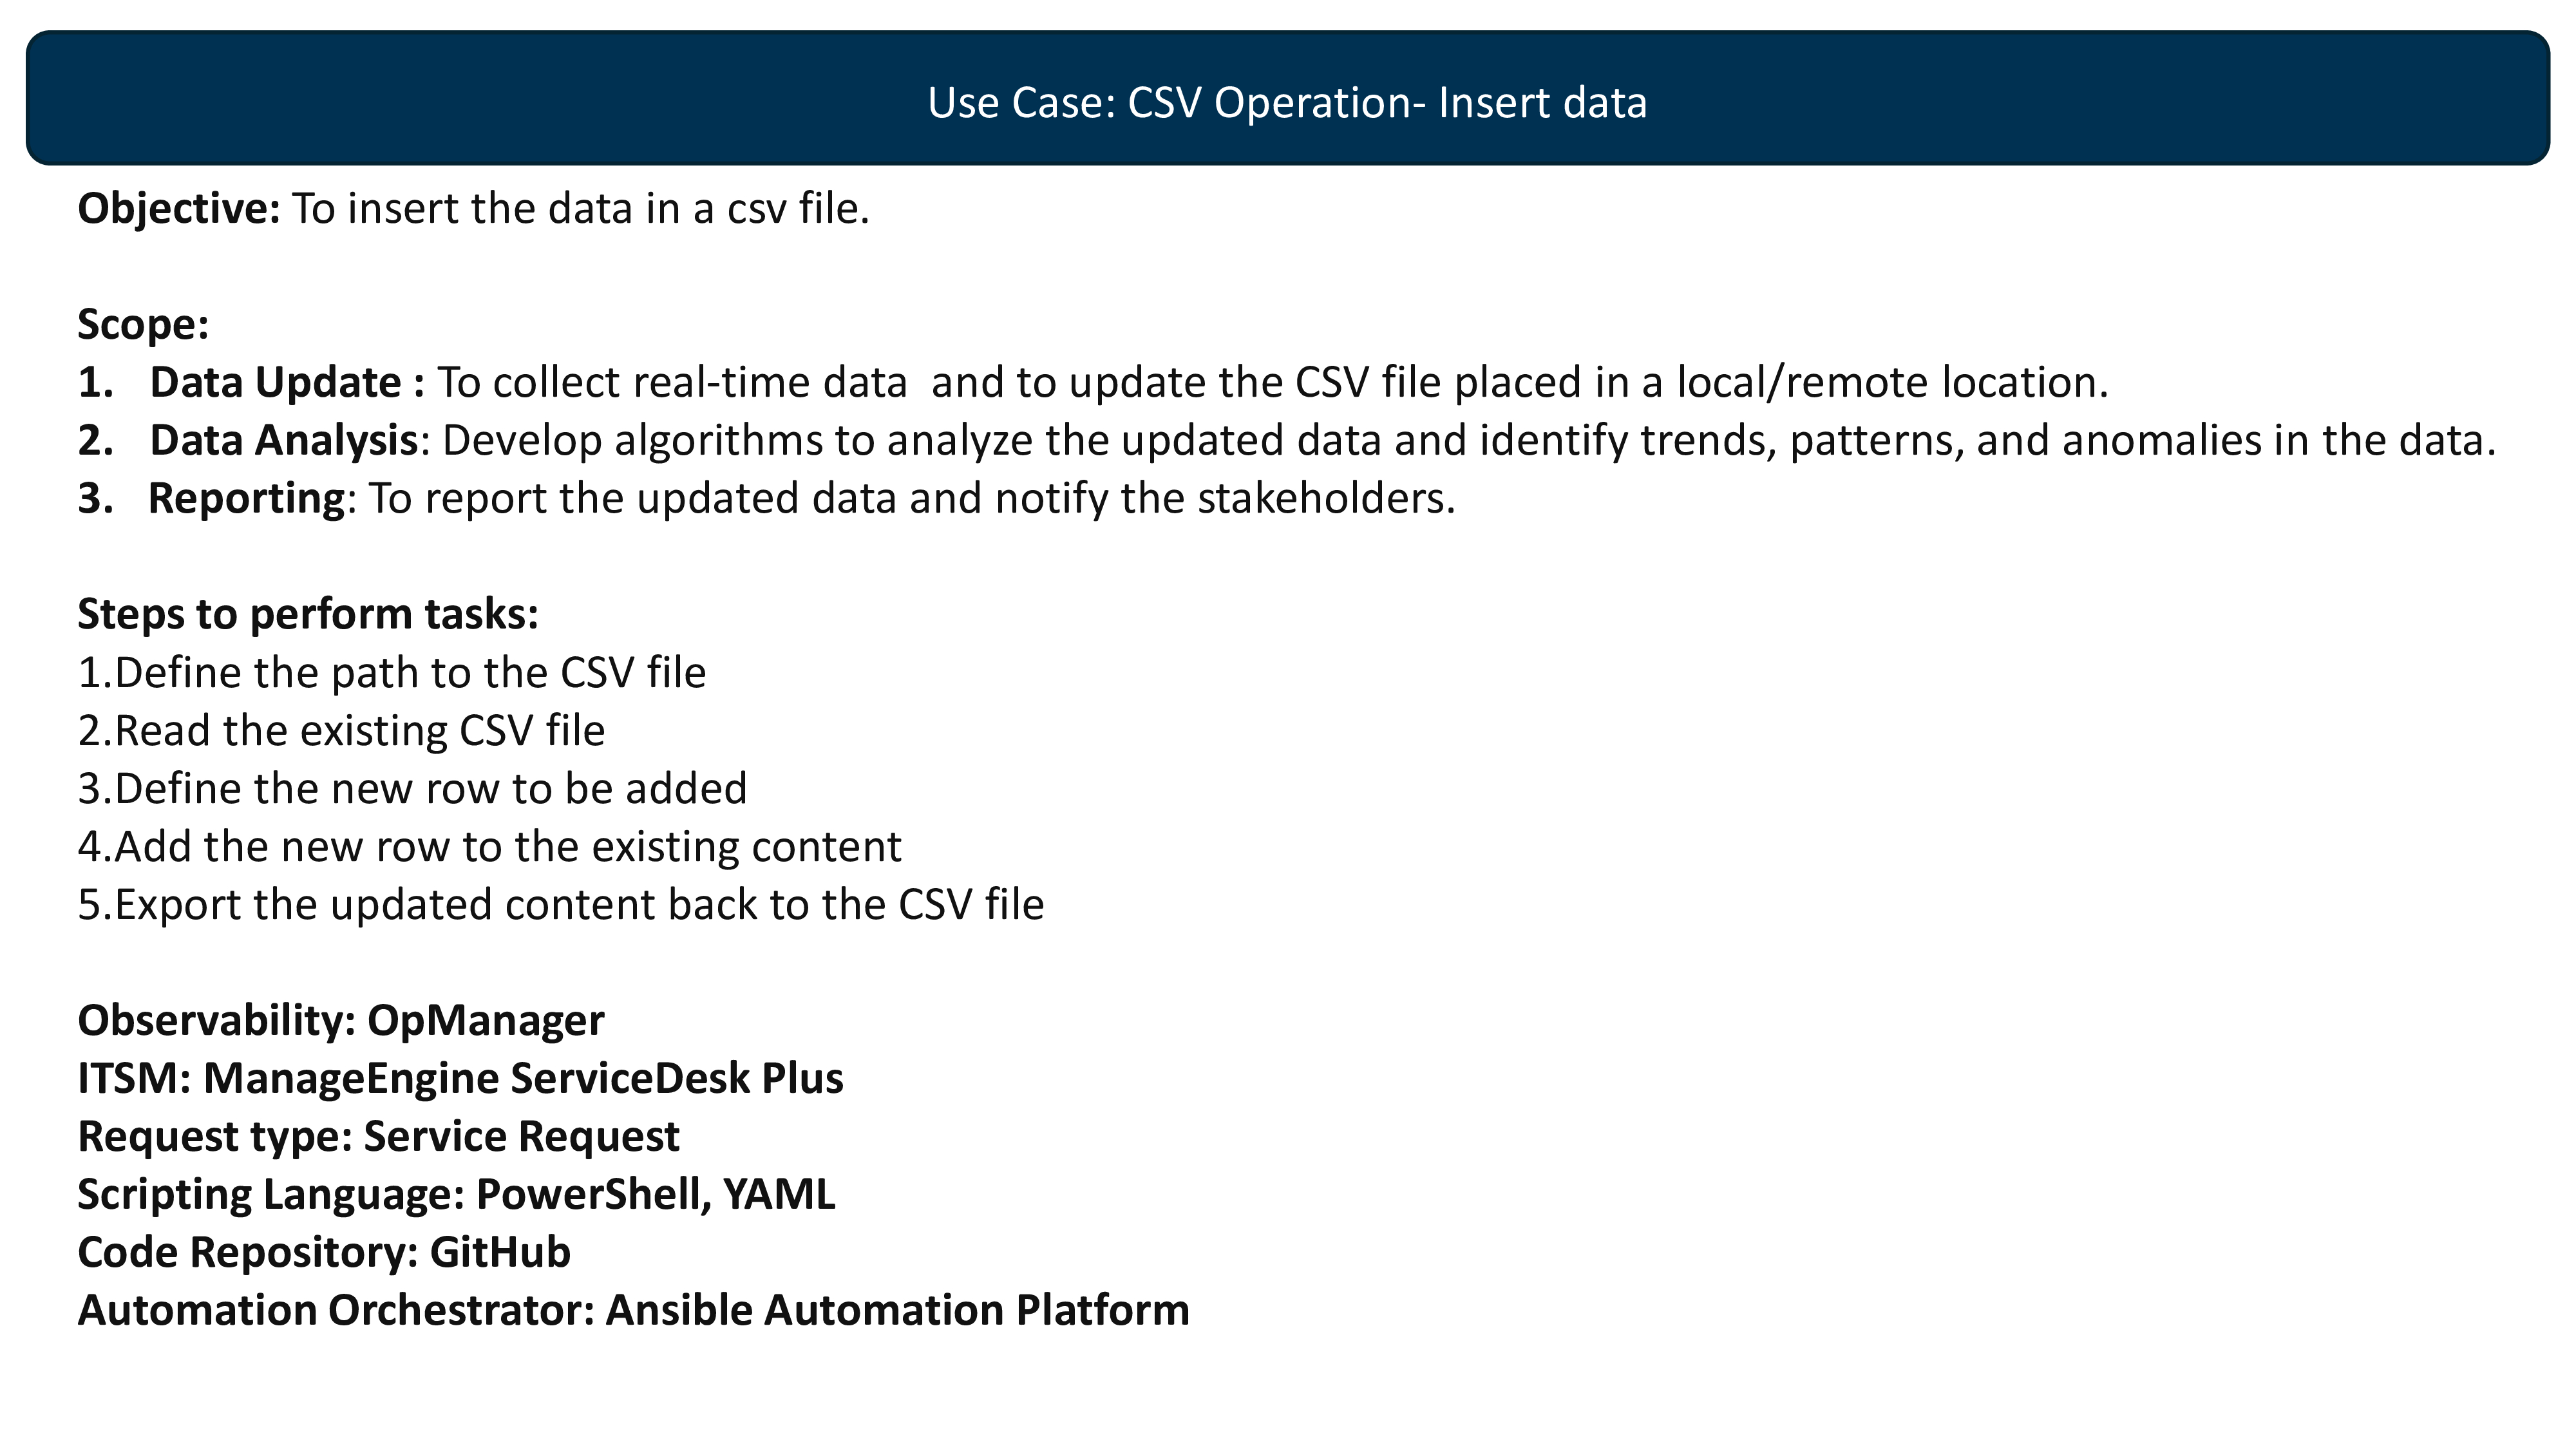 Use Case: CSV Operation- Insert data
Objective: To insert the data in a csv file.
Scope:
1. Data Update : To collect real-time data  and to update the CSV file placed in a local/remote location.
2. Data Analysis: Develop algorithms to analyze the updated data and identify trends, patterns, and anomalies in the data.
3. Reporting: To report the updated data and notify the stakeholders.
Steps to perform tasks:
1.Define the path to the CSV file
2.Read the existing CSV file
3.Define the new row to be added
4.Add the new row to the existing content
5.Export the updated content back to the CSV file
Observability: OpManager
ITSM: ManageEngine ServiceDesk Plus
Request type: Service Request
Scripting Language: PowerShell, YAML
Code Repository: GitHub
Automation Orchestrator: Ansible Automation Platform